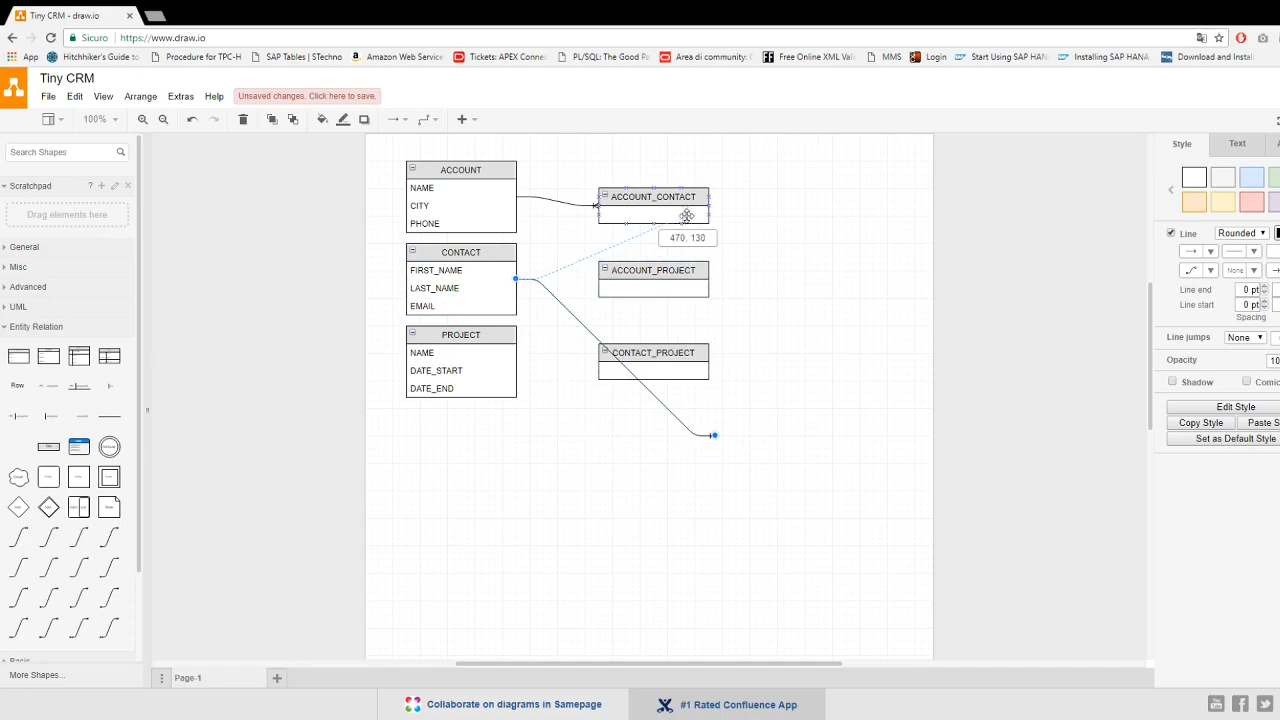 Tiny CRM - draw.io
Sicuro
https://www.draw.io
App
Hitchhiker's Guide to
Procedure for TPC-H
SAP Tables | STechno
Amazon Web Service
Tickets: APEX Connec
PL/SQL: The Good Pa
Area di community:
Free Online XML Vali
MMS
Login
Start Using SAP HAN
Installing SAP HANA
Download and Install
Tiny CRM
File
Edit
View
Arrange
Extras
Help
Unsaved changes. Click here to save.
100%
Search Shapes
Scratchpad
Drag elements here
General
Misc
Advanced
UML
Entity Relation
Row
More Shapes...
ACCOUNT
NAME
CITY
PHONE
CONTACT
FIRST_NAME
LAST_NAME
EMAIL
PROJECT
NAME
DATE_START
DATE_END
ACCOUNT_CONTACT
470, 130
ACCOUNT_PROJECT
CONTACT_PROJECT
Style
Text
Line
Rounded
None
Line end
0 pt
Line start
0 pt
Spacing
Line jumps
None
Opacity
10
Shadow
Comic
Edit Style
Copy Style
Paste S
Set as Default Style
Page-1
Collaborate on diagrams in Samepage
#1 Rated Confluence App